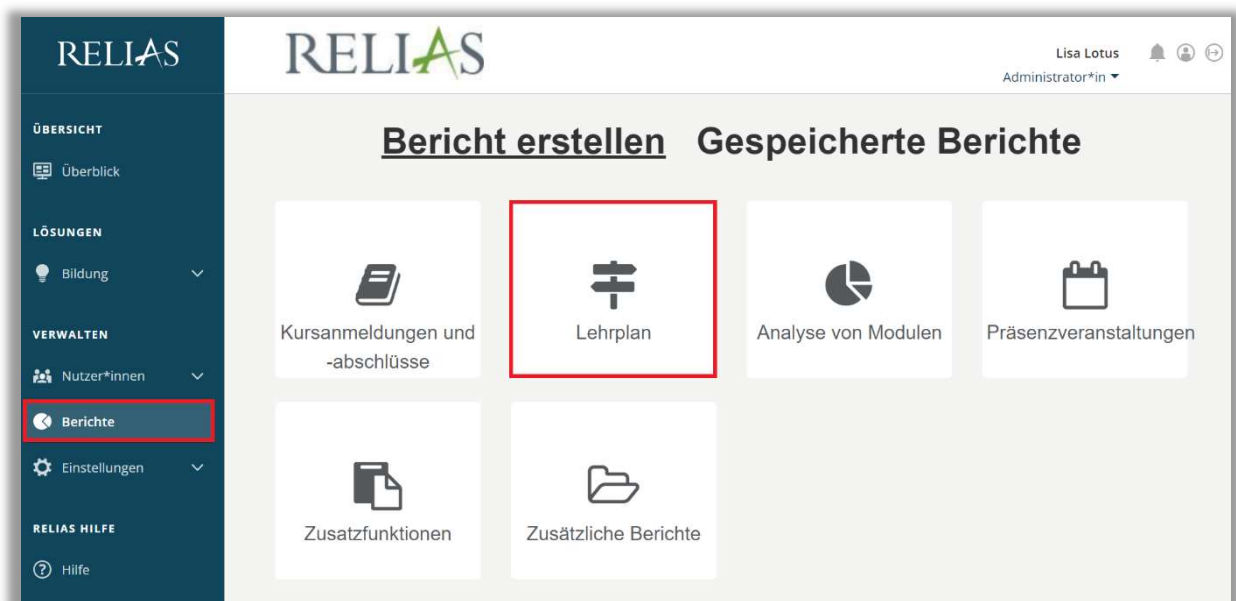 RELIAS
RELIAS
Lisa Lotus
Administrator*in
ÜBERSICHT
Überblick
LÖSUNGEN
Bildung
VERWALTEN
Nutzer*innen
Berichte
Einstellungen
RELIAS HILFE
Hilfe
Bericht erstellen Gespeicherte Berichte
Kursanmeldungen und
-abschlüsse
Lehrplan
Analyse von Modulen
Präsenzveranstaltungen
Zusatzfunktionen
Zusätzliche Berichte